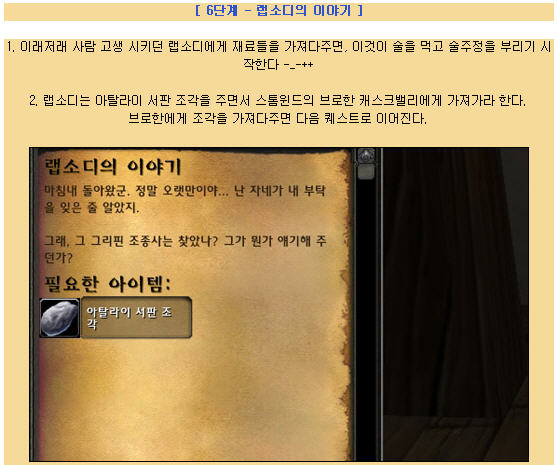 [ 6단계 - 랩소디의 이야기 ]
1. 이래저래 사람 고생 시키던 랩소디에게 재료들을 가져다주면, 이것이 술을 먹고 술주정을 부리기 시
작한다 -_-++
2. 랩소디는 아탈라이 서판 조각을 주면서 스톰윈드의 브로한 캐스크밸리에게 가져가라 한다.
브로한에게 조각을 가져다주면 다음 퀘스트로 이어진다.
랩소디의 이야기
마침내 돌아왔군. 정말 오랫만이야... 난 자네가 내 부탁
을 잊은 줄 알았지.
그래, 그 그리핀 조종사는 찾았나? 그가 뭔가 얘기해 주
던가?
필요한 아이템:
아탈라이 서판 조
각